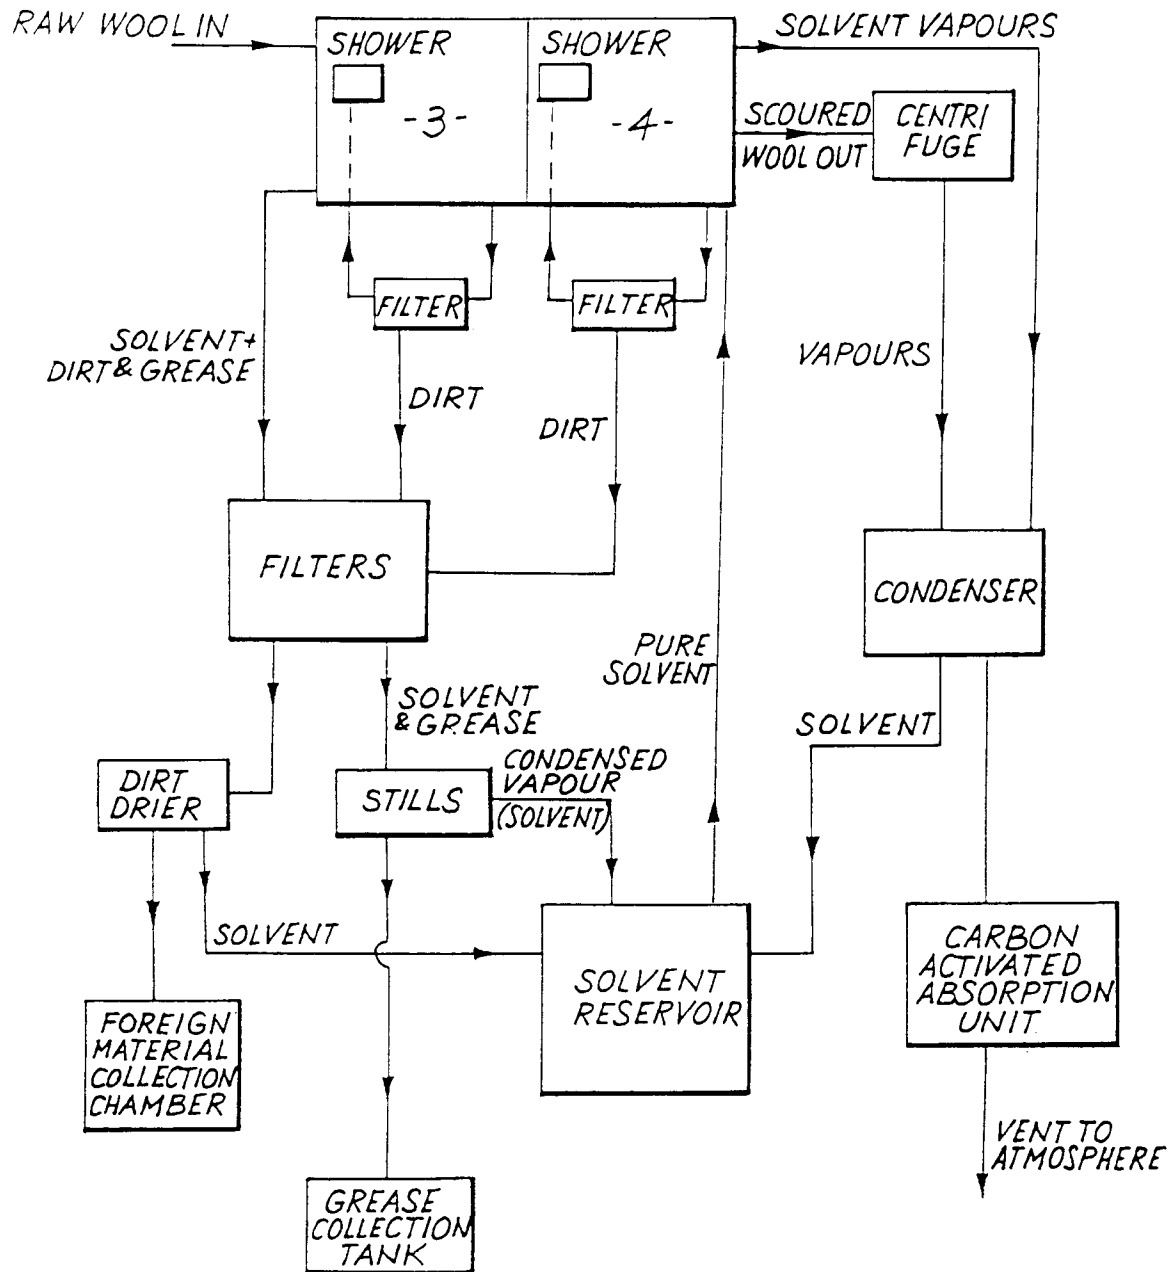 RAW WOOL IN
SHOWER
-3-
SHOWER
-4-
SOLVENT VAPOURS
SCOURED
WOOL OUT
CENTRI
FUGE
FILTER
FILTER
SOLVENT+
DIRT & GREASE
DIRT
DIRT
VAPOURS
FILTERS
CONDENSER
PURE
SOLVENT
SOLVENT
& GREASE
SOLVENT
DIRT
DRIER
STILLS
CONDENSED
VAPOUR
(SOLVENT)
SOLVENT
SOLVENT
RESERVOIR
CARBON
ACTIVATED
ABSORPTION
UNIT
FOREIGN
MATERIAL
COLLECTION
CHAMBER
VENT TO
ATMOSPHERE
GREASE
COLLECTION
TANK